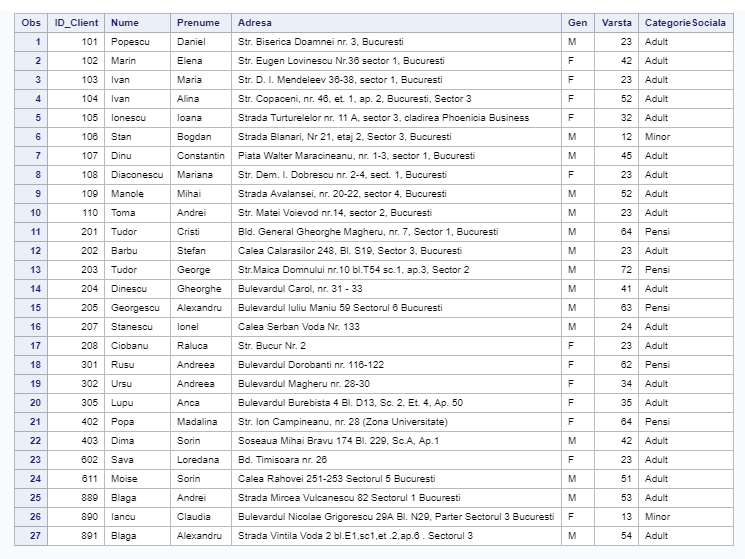 Obs ID_Client Nume Prenume Adresa Gen Varsta CategorieSociala
1 101 Popescu Daniel Str. Biserica Doamnei nr. 3, Bucuresti M 23 Adult
2 102 Marin Elena Str. Eugen Lovinescu Nr.36 sector 1, Bucuresti F 42 Adult
3 103 Ivan Maria Str. D. I. Mendeleev 36-38, sector 1, Bucuresti F 23 Adult
4 104 Ivan Alina Str. Copaceni, nr. 46, et. 1, ap. 2, Bucuresti, Sector 3 F 52 Adult
5 105 Ionescu Ioana Strada Turturelelor nr. 11 A, sector 3, cladirea Phoenicia Business F 32 Adult
6 106 Stan Bogdan Strada Blanari, Nr 21, etaj 2, Sector 3, Bucuresti M 12 Minor
7 107 Dinu Constantin Piata Walter Maracineanu, nr. 1-3, sector 1, Bucuresti M 45 Adult
8 108 Diaconescu Mariana Str. Dem. I. Dobrescu nr. 2-4, sect. 1, Bucuresti F 23 Adult
9 109 Manole Mihai Strada Avalansei, nr. 20-22, sector 4, Bucuresti M 52 Adult
10 110 Toma Andrei Str. Matei Voievod nr.14, sector 2, Bucuresti M 23 Adult
11 201 Tudor Cristi Bld. General Gheorghe Magheru, nr. 7, Sector 1, Bucuresti M 64 Pensi
12 202 Barbu Stefan Calea Calarasilor 248, Bl. S19, Sector 3, Bucuresti M 23 Adult
13 203 Tudor George Str.Maica Domnului nr.10 bl.T54 sc.1, ap.3, Sector 2 M 72 Pensi
14 204 Dinescu Gheorghe Bulevardul Carol, nr. 31 - 33 M 41 Adult
15 205 Georgescu Alexandru Bulevardul Iuliu Maniu 59 Sectorul 6 Bucuresti M 63 Pensi
16 207 Stanescu Ionel Calea Serban Voda Nr. 133 M 24 Adult
17 208 Ciobanu Raluca Str. Bucur Nr. 2 F 23 Adult
18 301 Rusu Andreea Bulevardul Dorobanti nr. 116-122 F 62 Pensi
19 302 Ursu Andreea Bulevardul Magheru nr. 28-30 F 34 Adult
20 305 Lupu Anca Bulevardul Burebista 4 Bl. D13, Sc. 2, Et. 4, Ap. 50 F 35 Adult
21 402 Popa Madalina Str. Ion Campineanu, nr. 28 (Zona Universitate) F 64 Pensi
22 403 Dima Sorin Soseaua Mihai Bravu 174 Bl. 229, Sc.A, Ap.1 M 42 Adult
23 602 Sava Loredana Bd. Timisoara nr. 26 F 23 Adult
24 611 Moise Sorin Calea Rahovei 251-253 Sectorul 5 Bucuresti M 51 Adult
25 889 Blaga Andrei Strada Mircea Vulcanescu 82 Sectorul 1 Bucuresti M 53 Adult
26 890 Iancu Claudia Bulevardul Nicolae Grigorescu 29A Bl. N29, Parter Sectorul 3 Bucuresti F 13 Minor
27 891 Blaga Alexandru Strada Vintila Voda 2 bl.E1,sc1,et .2,ap.6 . Sectorul 3 M 54 Adult